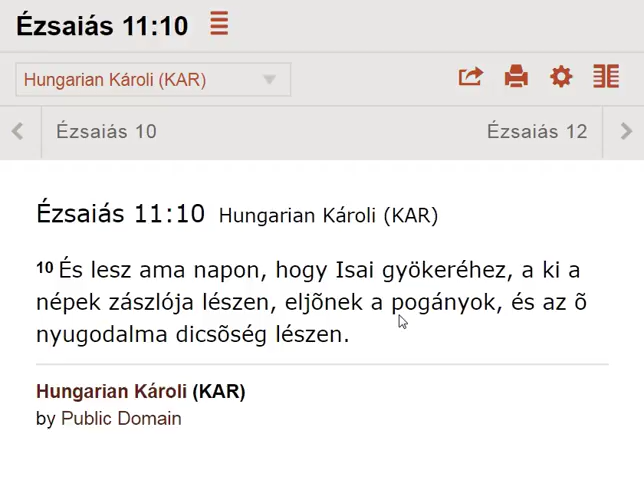 Ézsaiás 11:10
Hungarian Károli (KAR)
Ézsaiás 10
Ézsaiás 12
Ézsaiás 11:10 Hungarian Károli (KAR)
10 És lesz ama napon, hogy Isai gyökeréhez, a ki a
népek zászlója lészen, eljõnek a pogányok, és az õ
nyugodalma dicsõség lészen.
Hungarian Károli (KAR)
by Public Domain